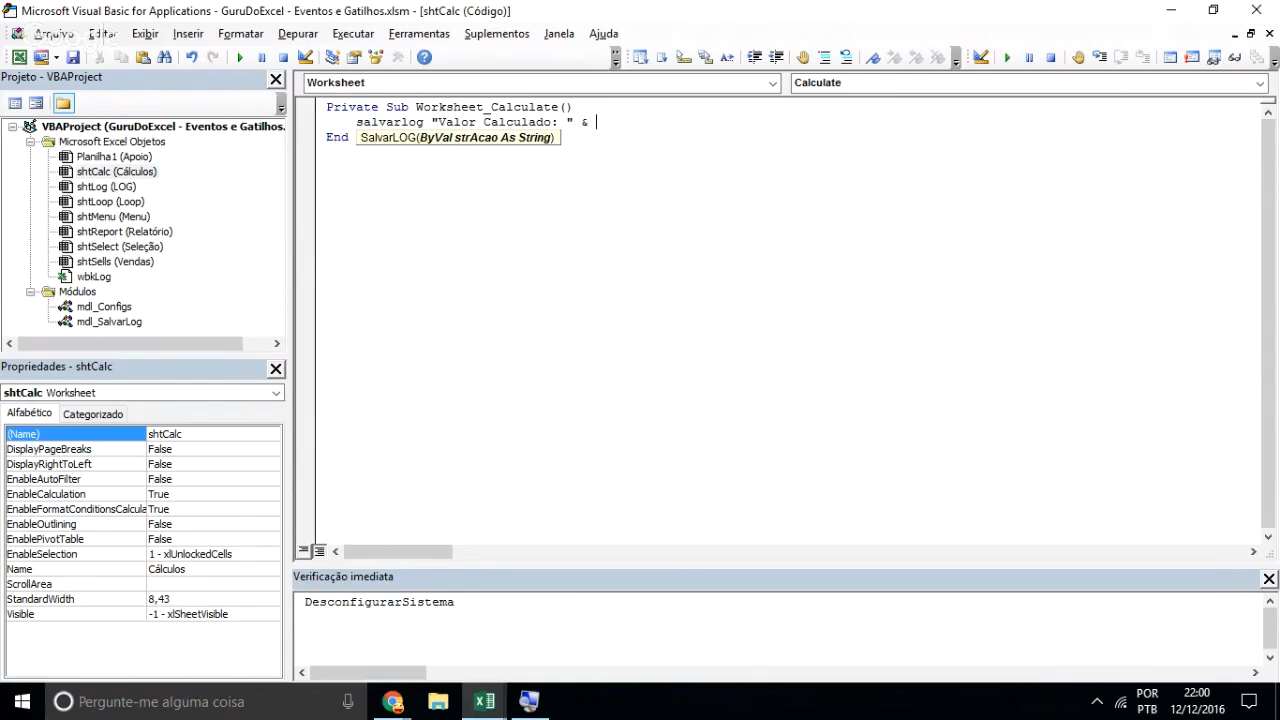 Microsoft Visual Basic for Applications - GuruDoExcel - Eventos e Gatilhos.xlsm - [shtCalc (Código)]
Arquivo Editar Exibir Inserir Formatar Depurar Executar Ferramentas Suplementos Janela Ajuda
Projeto - VBAProject
Worksheet Calculate
VBAProject (GuruDoExcel - Eventos e Gatilhos.
Microsoft Excel Objetos
Planilha1 (Apoio)
shtCalc (Cálculos)
shtLog (LOG)
shtLoop (Loop)
shtMenu (Menu)
shtReport (Relatório)
shtSelect (Seleção)
shtSells (Vendas)
wbkLog
Módulos
mdl_Configs
mdl_SalvarLog
Private Sub Worksheet_Calculate()
salvarlog "Valor Calculado: " &
End SalvarLOG(ByVal strAcao As String)
Propriedades - shtCalc
shtCalc Worksheet
Alfabético Categorizado
(Name) shtCalc
DisplayPageBreaks False
DisplayRightToLeft False
EnableAutoFilter False
EnableCalculation True
EnableFormatConditionsCalcula True
EnableOutlining False
EnablePivotTable False
EnableSelection 1 - xlUnlockedCells
Name Cálculos
ScrollArea
StandardWidth 8,43
Visible -1 - xlSheetVisible
Verificação imediata
DesconfigurarSistema
Pergunte-me alguma coisa
POR 22:00
PTB 12/12/2016